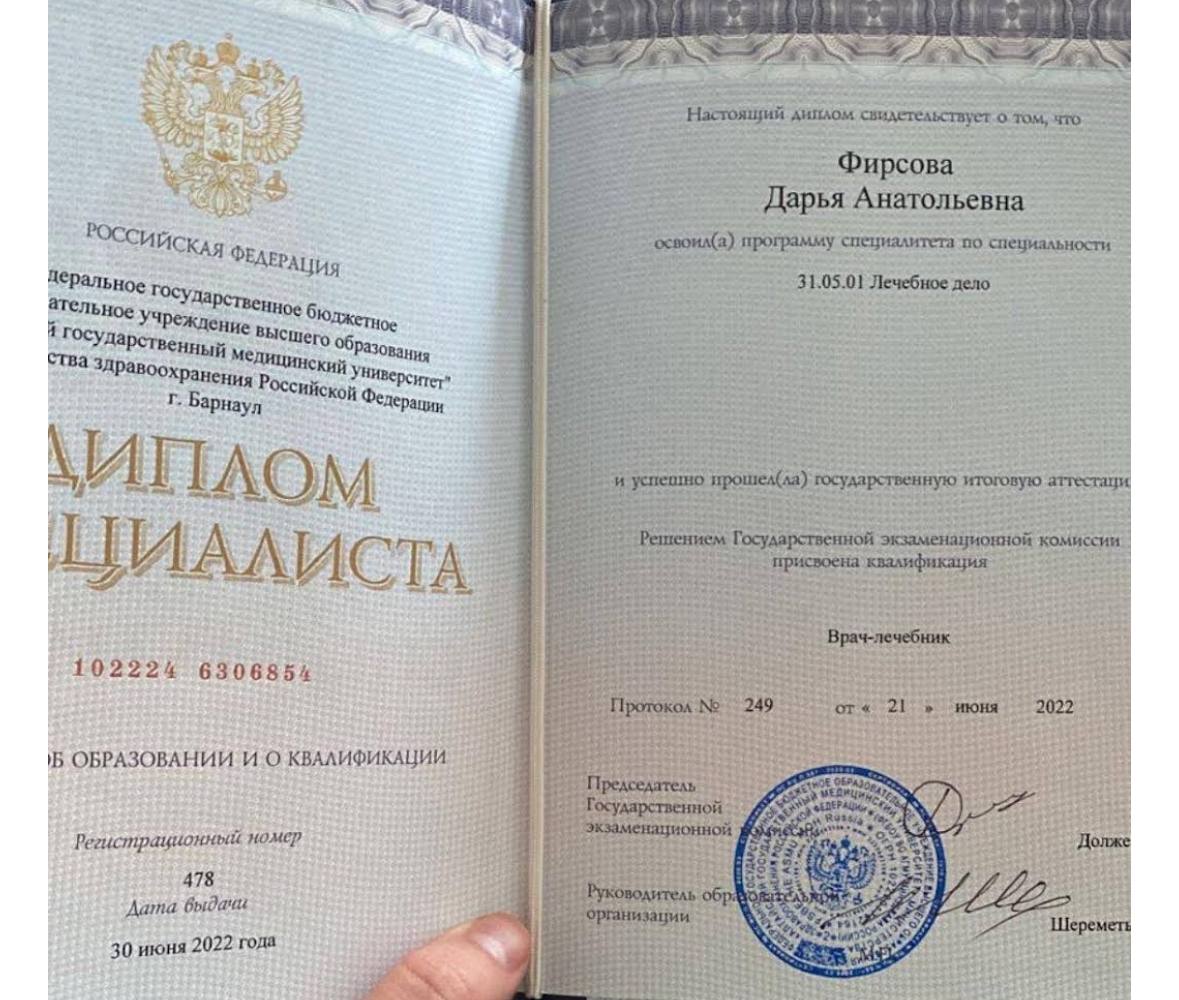 РОССИЙСКАЯ ФЕДЕРАЦИЯ
деральное государственное бюджетное
ательное учреждение высшего образования
й государственный медицинский университет"
ства здравоохранения Российской Федерации
г. Барнаул
ДИПЛОМ
ЕЦИАЛИСТА
102224 6306854
ОБ ОБРАЗОВАНИИ И О КВАЛИФИКАЦИИ
Регистрационный номер
478
Дата выдачи
30 июня 2022 года
Настоящий диплом свидетельствует о том, что
Фирсова
Дарья Анатольевна
освоил(а) программу специалитета по специальности
31.05.01 Лечебное дело
и успешно прошел(ла) государственную итоговую аттестаци
Решением Государственной экзаменационной комиссии
присвоена квалификация
Врач-лечебник
Протокол № 249 от « 21 » июня 2022
Председатель
Государственной
экзаменационной комиссии
Долже
Руководитель образовательной
организации
Шереметь